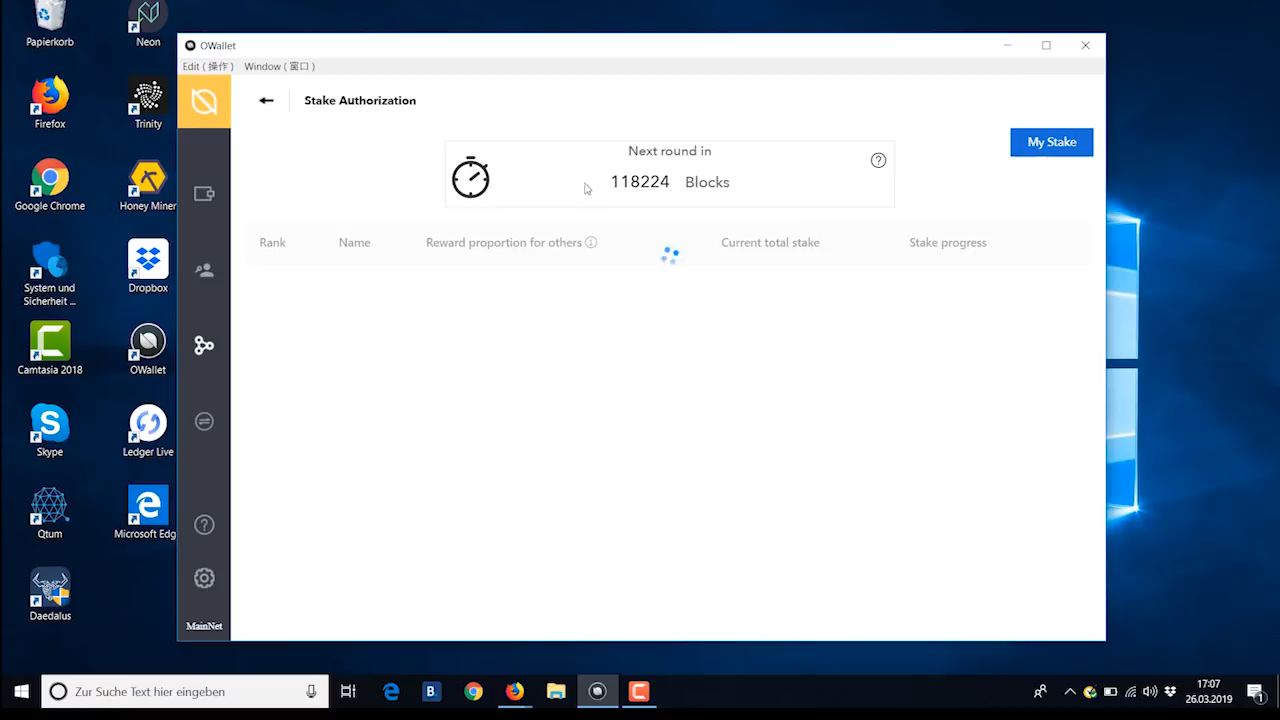 Papierkorb
Neon
Firefox
Trinity
Google Chrome
Honey Miner
System und
Sicherheit ...
Dropbox
Camtasia 2018
OWallet
Skype
Ledger Live
Qtum
Microsoft Edg
Daedalus
OWallet
Edit ( 操作 ) Window ( 窗口 )
Stake Authorization
My Stake
Next round in
118224 Blocks
Rank Name Reward proportion for others Current total stake Stake progress
MainNet
Zur Suche Text hier eingeben
17:07
26.03.2019
1